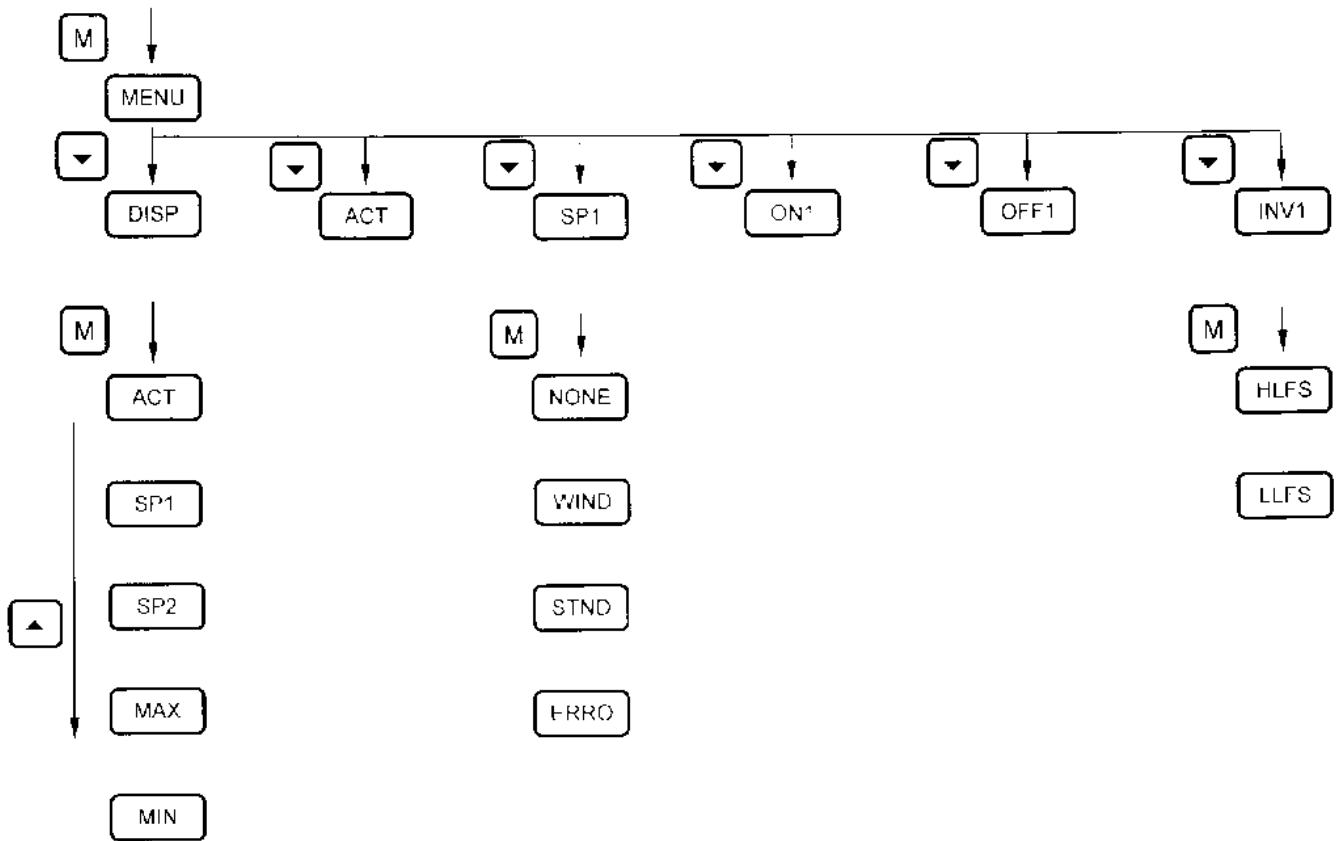 M
MENU
DISP
ACT
SP1
ON1
OFF1
INV1
M
M
M
ACT
NONE
HLFS
SP1
WIND
LLFS
SP2
STND
MAX
ERRO
MIN